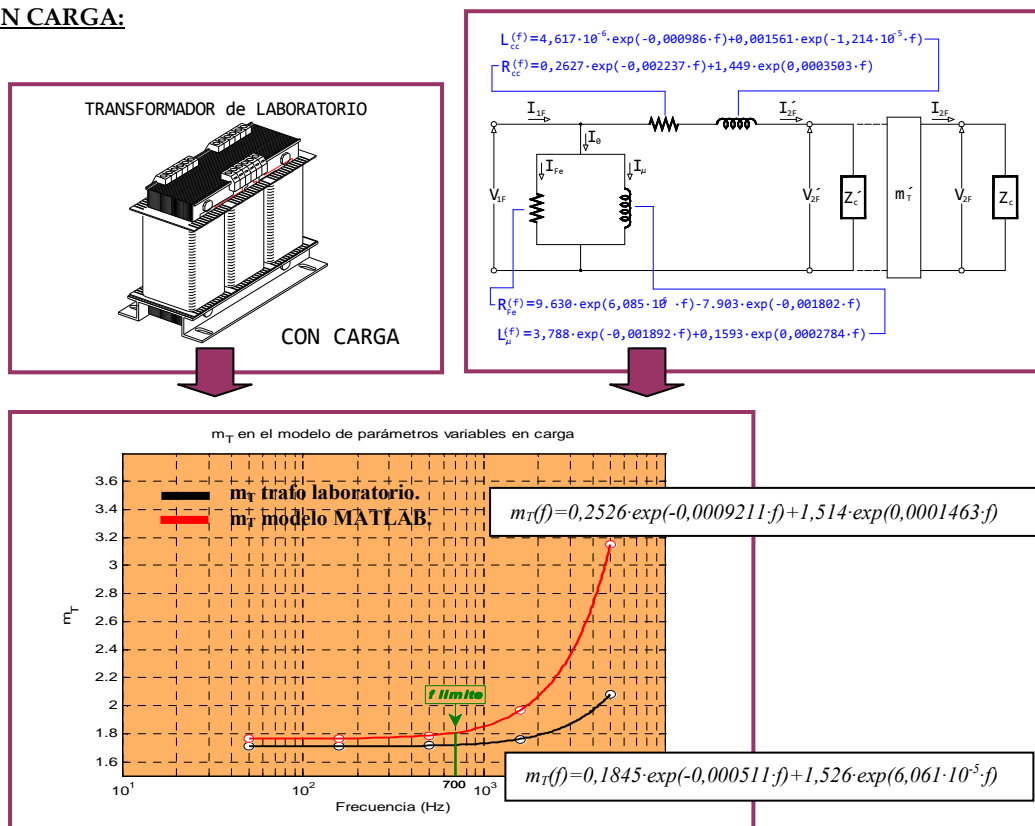 N CARGA:
TRANSFORMADOR de LABORATORIO
CON CARGA
L_cc^(f)=4,617·10^-6·exp(-0,000986·f)+0,001561·exp(-1,214·10^-5·f)
R_cc^(f)=0,2627·exp(-0,002237·f)+1,449·exp(0,0003503·f)
I_1F
I_0
I_Fe
I_μ
I_2F´
I_2F
V_1F
V_2F´
Z_c´
m_T´
V_2F
Z_c
R_Fe^(f)=9.630·exp(6,085·10 ·f)-7.903·exp(-0,001802·f)
L_μ^(f)=3,788·exp(-0,001892·f)+0,1593·exp(0,0002784·f)
m_T en el modelo de parámetros variables en carga
m_T trafo laboratorio.
m_T modelo MATLAB.
m_T(f)=0,2526·exp(-0,0009211·f)+1,514·exp(0,0001463·f)
3.6
3.4
3.2
3
2.8
2.6
2.4
2.2
2
1.8
1.6
m_T
f limite
700
m_T(f)=0,1845·exp(-0,000511·f)+1,526·exp(6,061·10^-5·f)
10^1
10^2
10^3
Frecuencia (Hz)